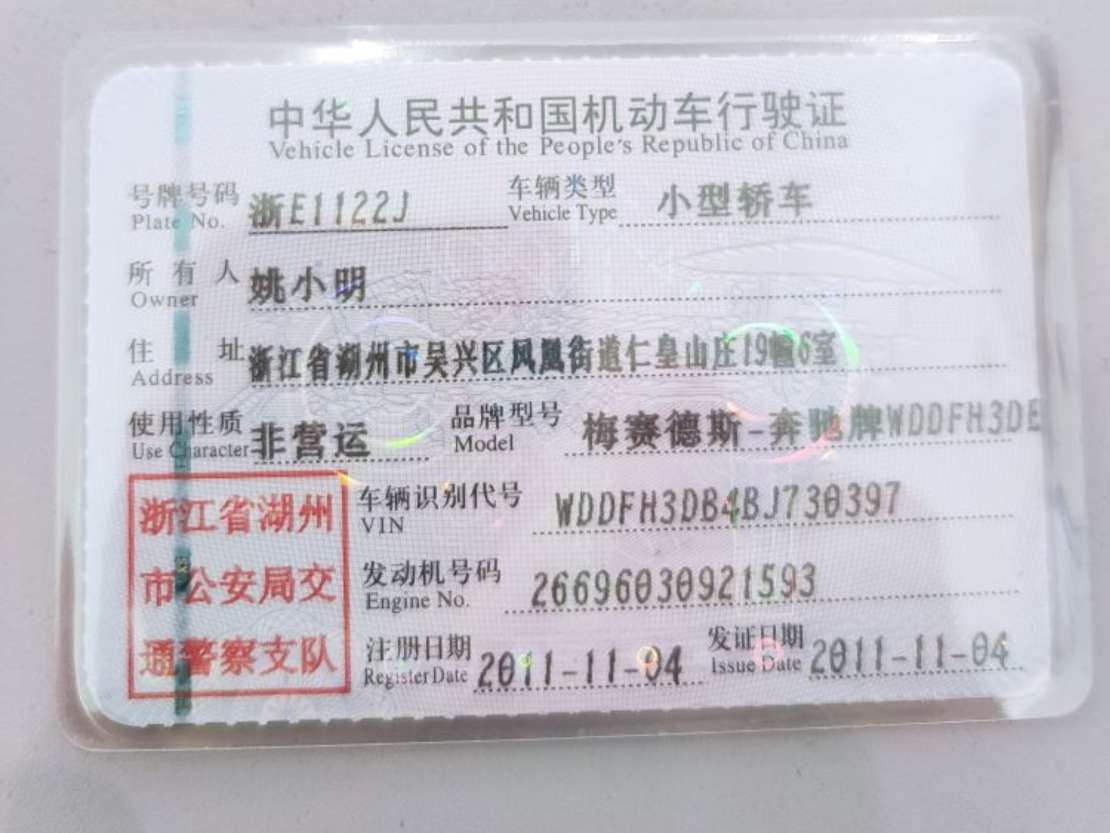 中华人民共和国机动车行驶证
Vehicle License of the People's Republic of China
号牌号码 浙E1122J 车辆类型 小型轿车
Plate No. Vehicle Type
所有人 姚小明
Owner
住址 浙江省湖州市吴兴区凤凰街道仁皇山庄19幢6室
Address
使用性质 非营运 品牌型号 梅赛德斯-奔驰牌WDDFH3DE
Use Character Model
浙江省湖州 车辆识别代号 WDDFH3DB4BJ730397
VIN
市公安局交 发动机号码 26696030921593
Engine No.
通警察支队 注册日期 2011-11-04 发证日期 2011-11-04
Register Date Issue Date